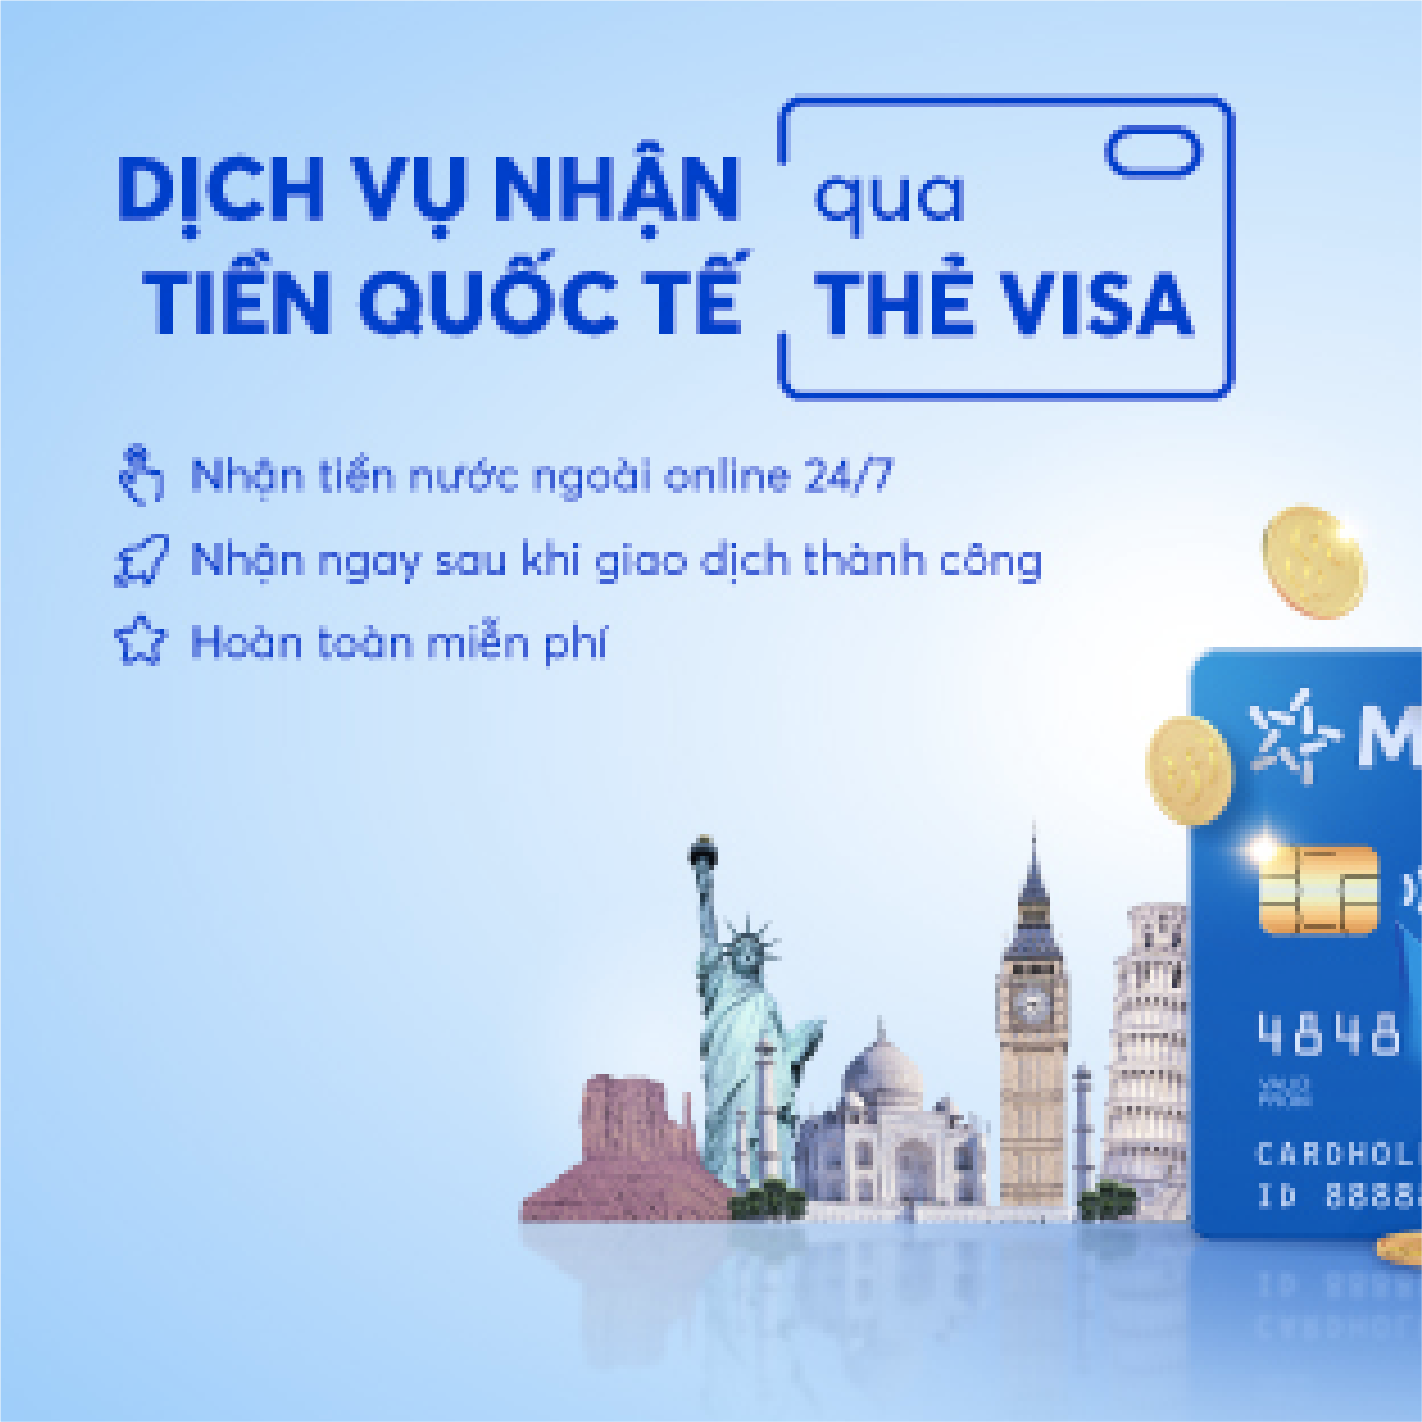 DỊCH VỤ NHẬN
TIỀN QUỐC TẾ
qua
THẺ VISA
Nhận tiền nước ngoài online 24/7
Nhận ngay sau khi giao dịch thành công
Hoàn toàn miễn phí
M
4848
VALID
FROM
CARDHOL
ID 8888